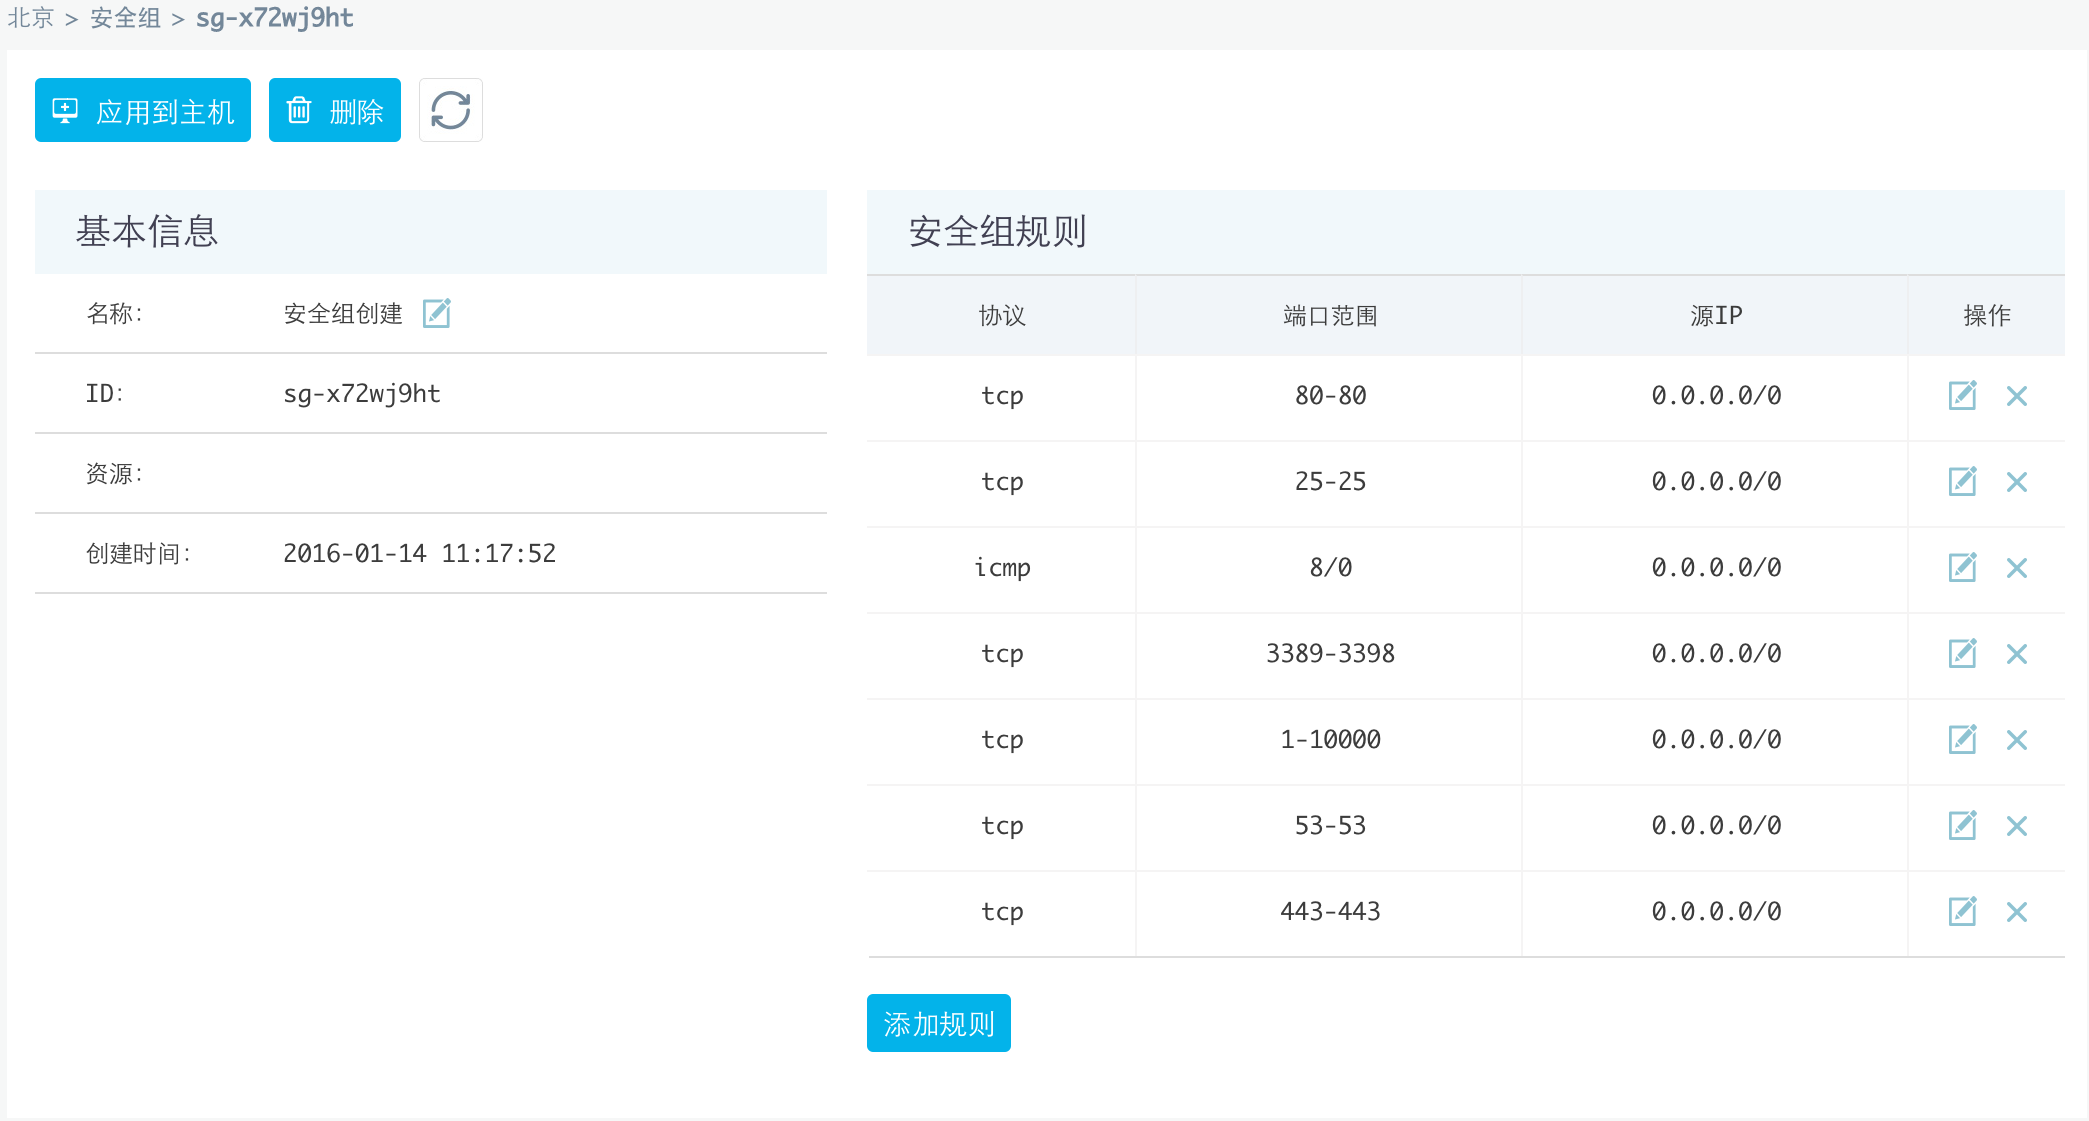 北京 > 安全组 > sg-x72wj9ht
应用到主机 删除
基本信息
名称: 安全组创建
ID: sg-x72wj9ht
资源:
创建时间: 2016-01-14 11:17:52
安全组规则
协议 端口范围 源IP 操作
tcp 80-80 0.0.0.0/0
tcp 25-25 0.0.0.0/0
icmp 8/0 0.0.0.0/0
tcp 3389-3398 0.0.0.0/0
tcp 1-10000 0.0.0.0/0
tcp 53-53 0.0.0.0/0
tcp 443-443 0.0.0.0/0
添加规则